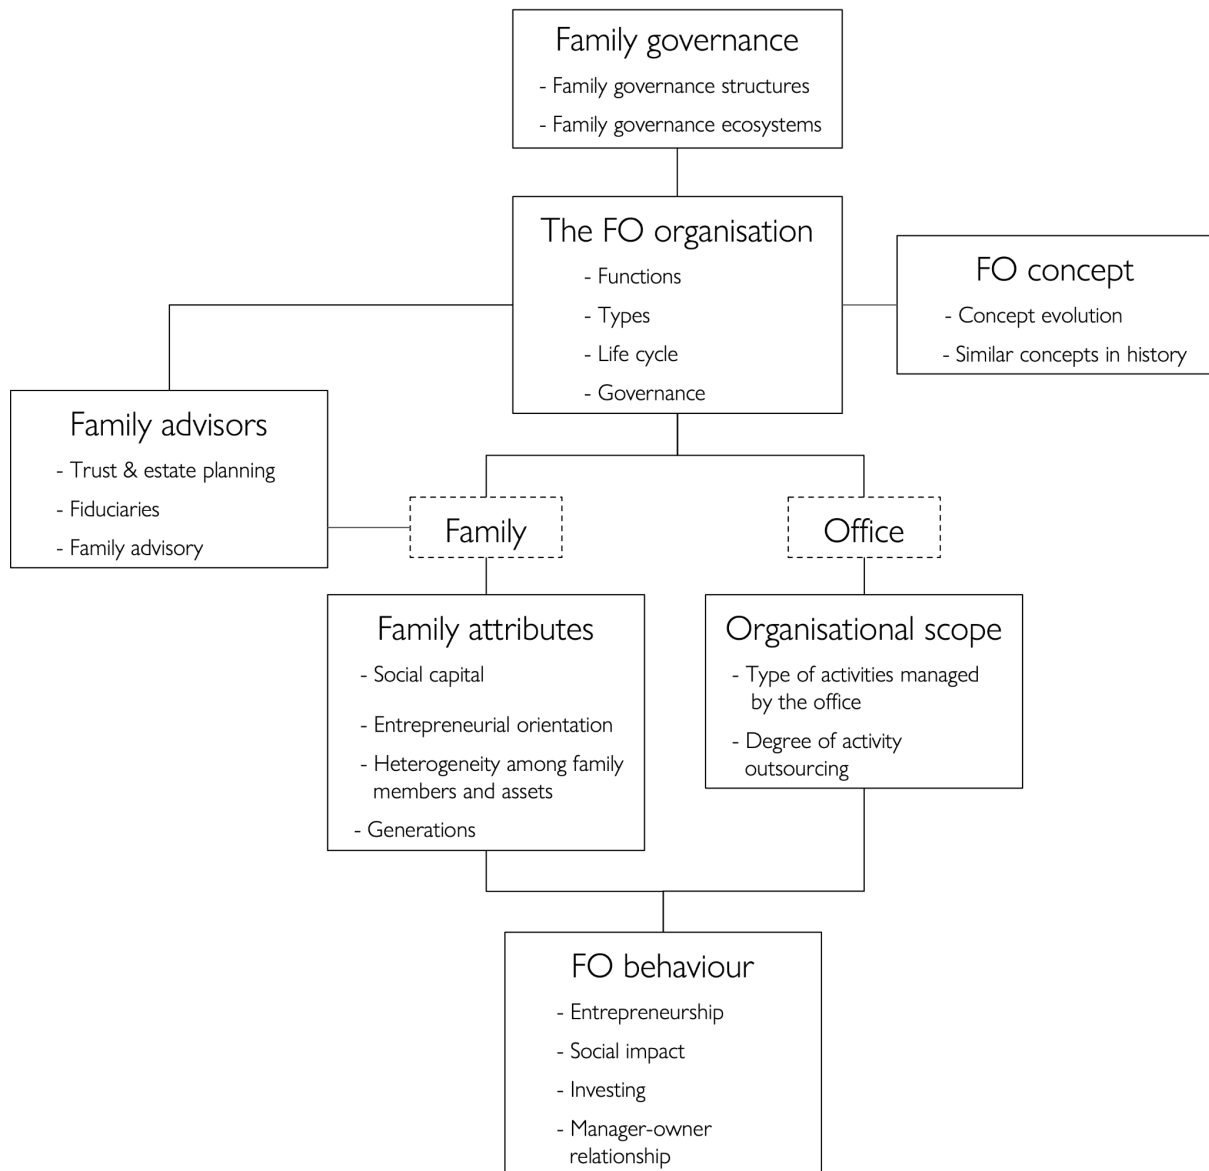 Family governance
- Family governance structures
- Family governance ecosystems
The FO organisation
- Functions
- Types
- Life cycle
- Governance
FO concept
- Concept evolution
- Similar concepts in history
Family advisors
- Trust & estate planning
- Fiduciaries
- Family advisory
Family
Office
Family attributes
- Social capital
- Entrepreneurial orientation
- Heterogeneity among family
members and assets
- Generations
Organisational scope
- Type of activities managed
by the office
- Degree of activity
outsourcing
FO behaviour
- Entrepreneurship
- Social impact
- Investing
- Manager-owner
relationship